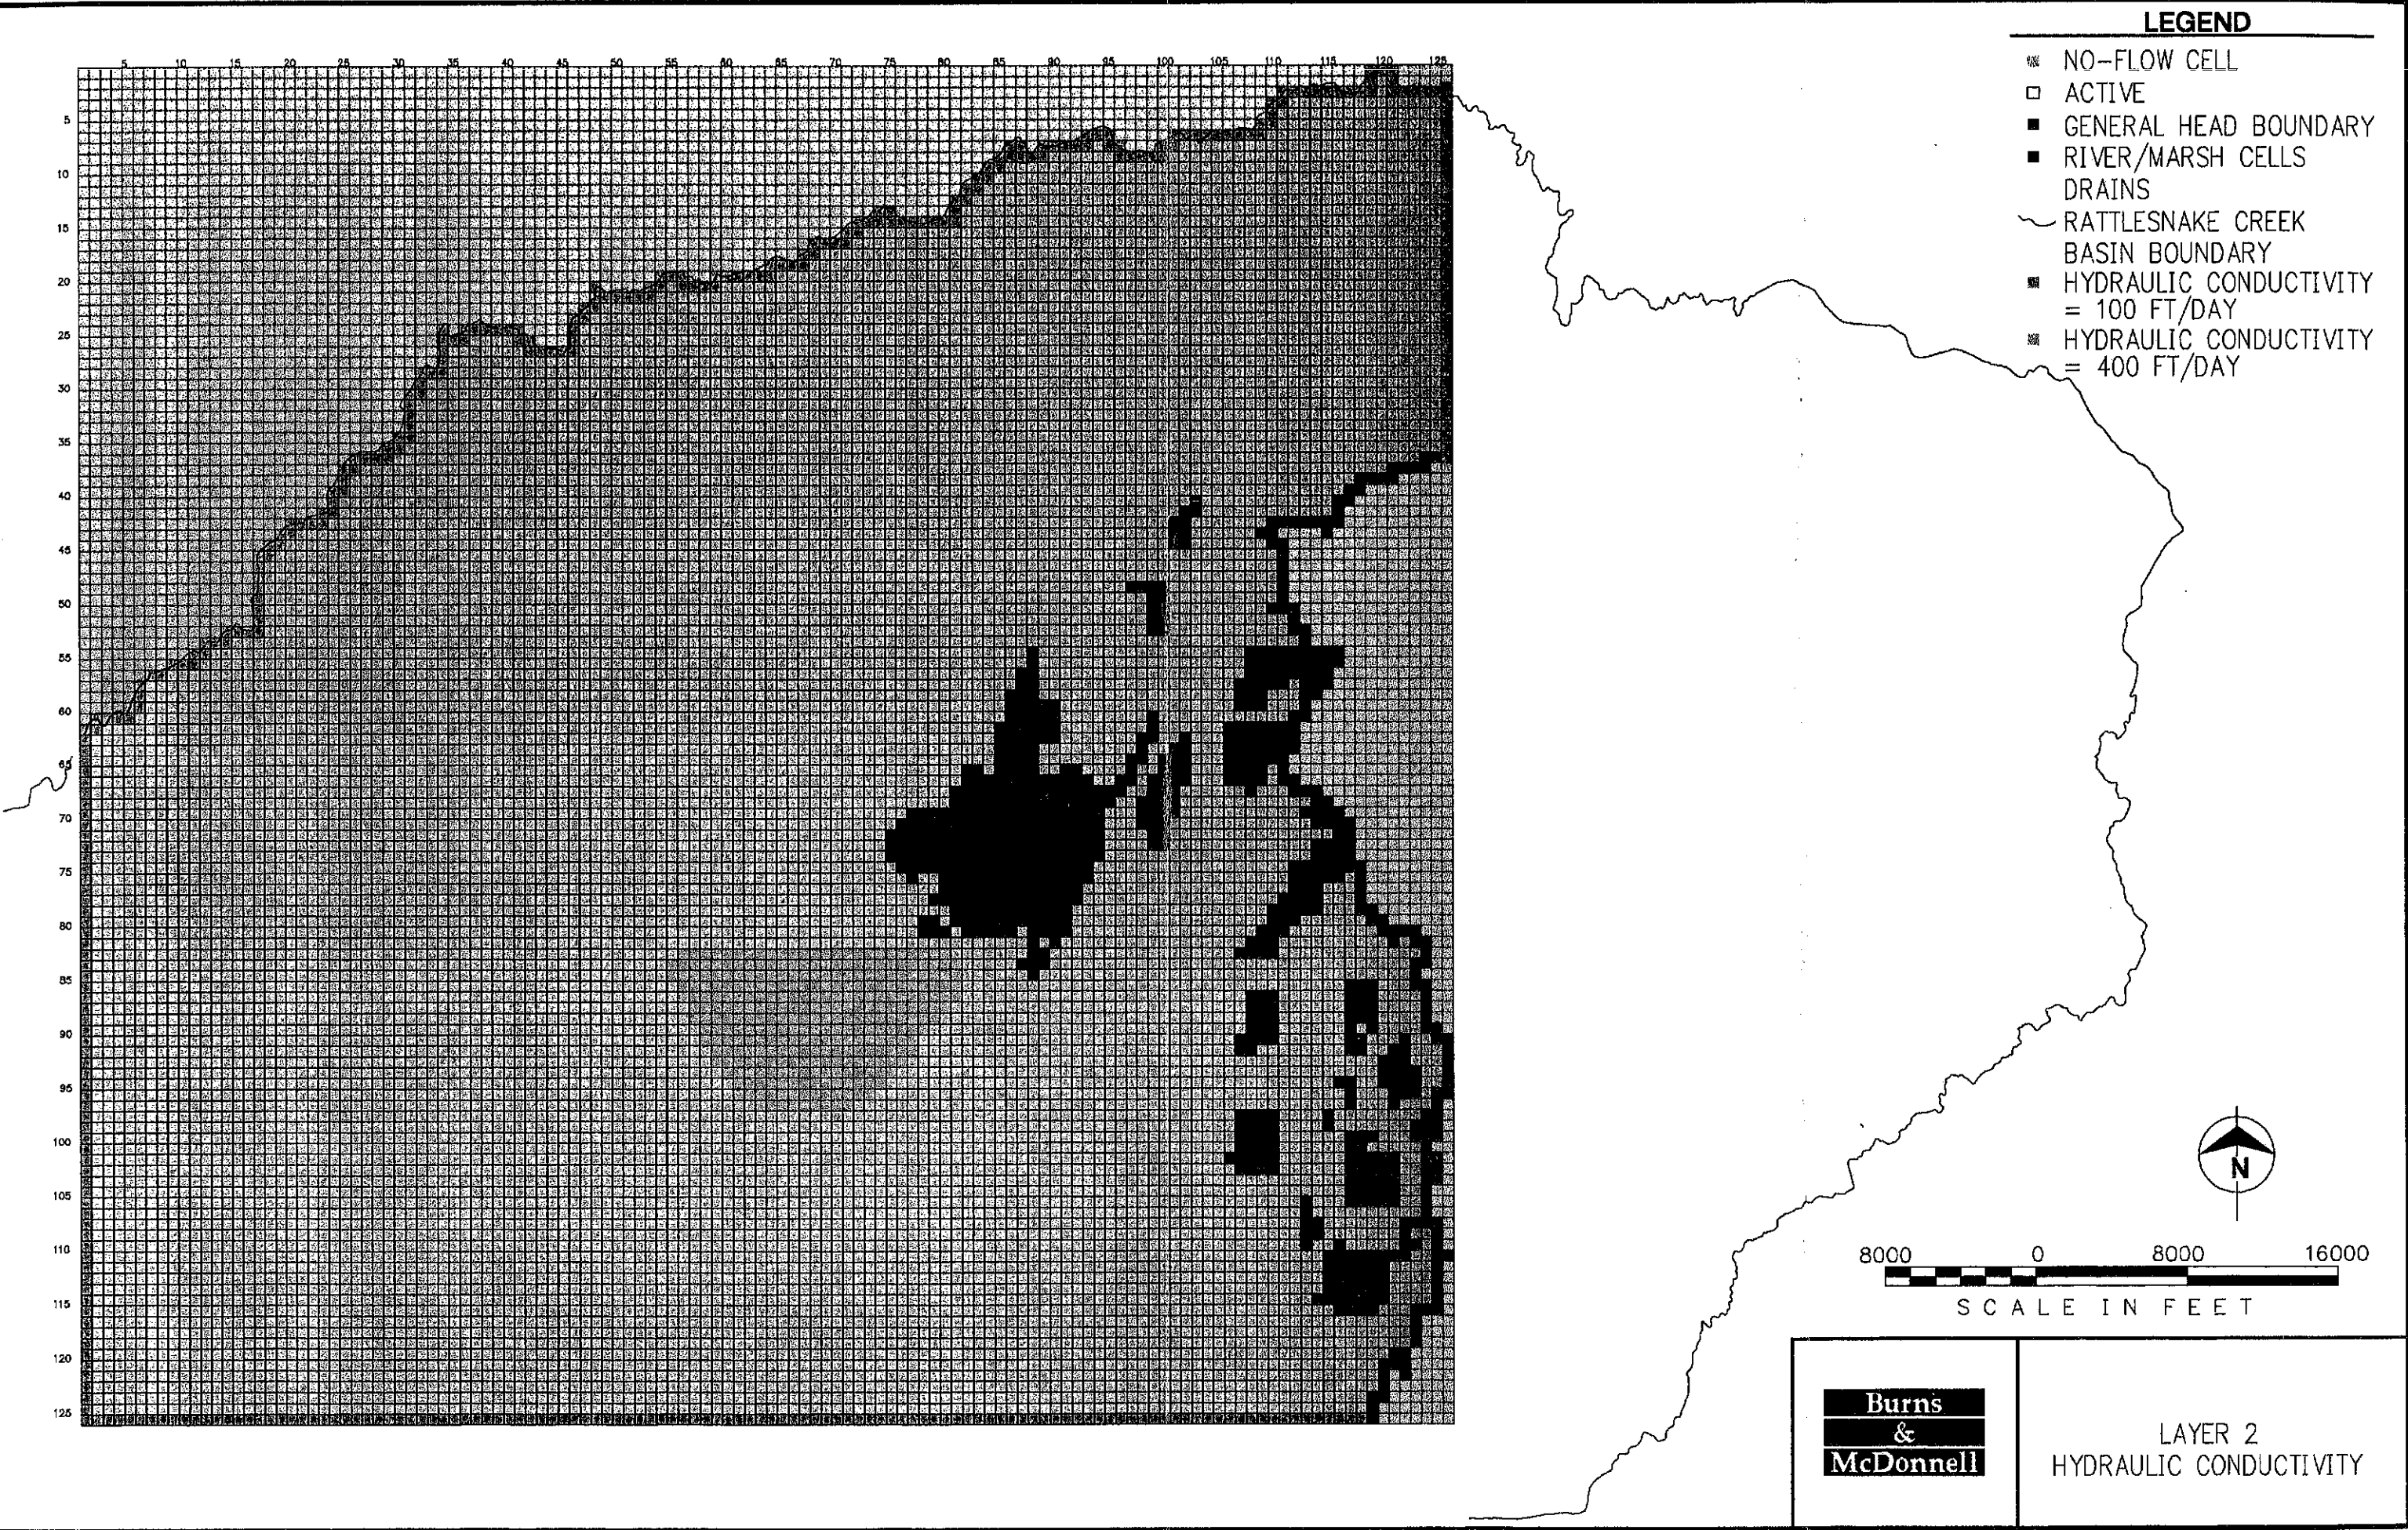 LEGEND
NO-FLOW CELL
ACTIVE
GENERAL HEAD BOUNDARY
RIVER/MARSH CELLS
DRAINS
RATTLESNAKE CREEK
BASIN BOUNDARY
HYDRAULIC CONDUCTIVITY
= 100 FT/DAY
HYDRAULIC CONDUCTIVITY
= 400 FT/DAY
5 10 15 20 25 30 35 40 45 50 55 60 65 70 75 80 85 90 95 100 105 110 115 120 125
5
10
15
20
25
30
35
40
45
50
55
60
65
70
75
80
85
90
95
100
105
110
115
120
125
N
8000 0 8000 16000
SCALE IN FEET
Burns
&
McDonnell
LAYER 2
HYDRAULIC CONDUCTIVITY